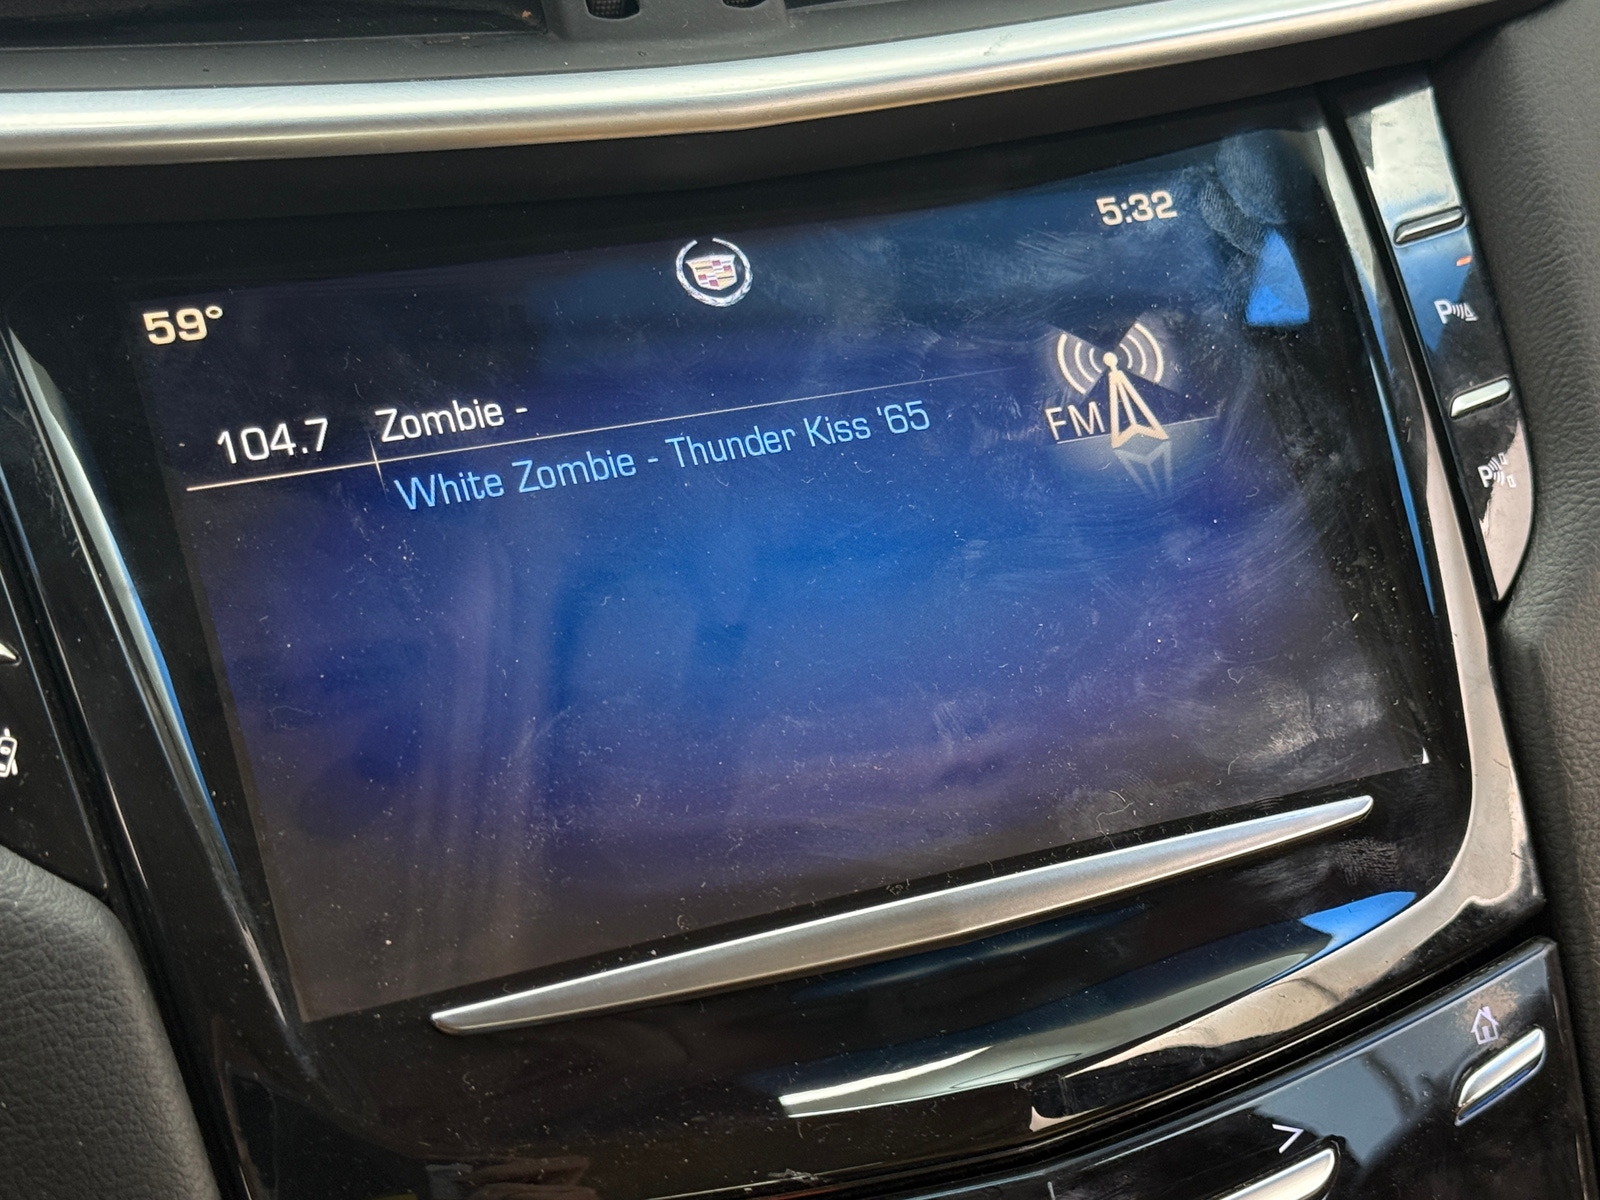 5:32
59°
104.7 Zombie -
White Zombie - Thunder Kiss '65
FM
P
P